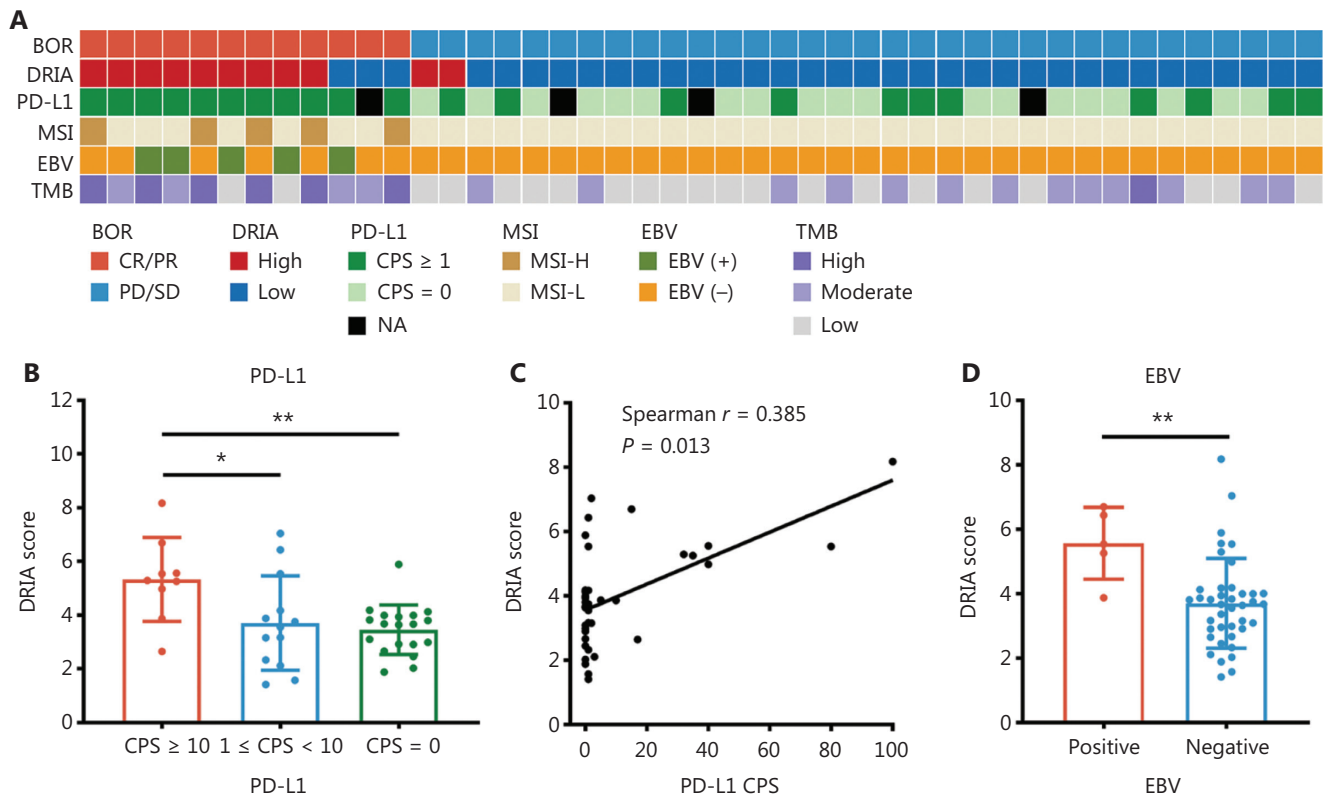 A
BOR
DRIA
PD-L1
MSI
EBV
TMB
BOR DRIA PD-L1 MSI EBV TMB
CR/PR High CPS ≥ 1 MSI-H EBV (+) High
PD/SD Low CPS = 0 MSI-L EBV (–) Moderate
NA Low
B
PD-L1
12
10
8
6
4
2
0
DRIA score
**
*
CPS ≥ 10 1 ≤ CPS < 10 CPS = 0
PD-L1
C
Spearman r = 0.385
P = 0.013
10
8
6
4
2
0
DRIA score
0 20 40 60 80 100
PD-L1 CPS
D
EBV
10
8
6
4
2
0
DRIA score
**
Positive Negative
EBV